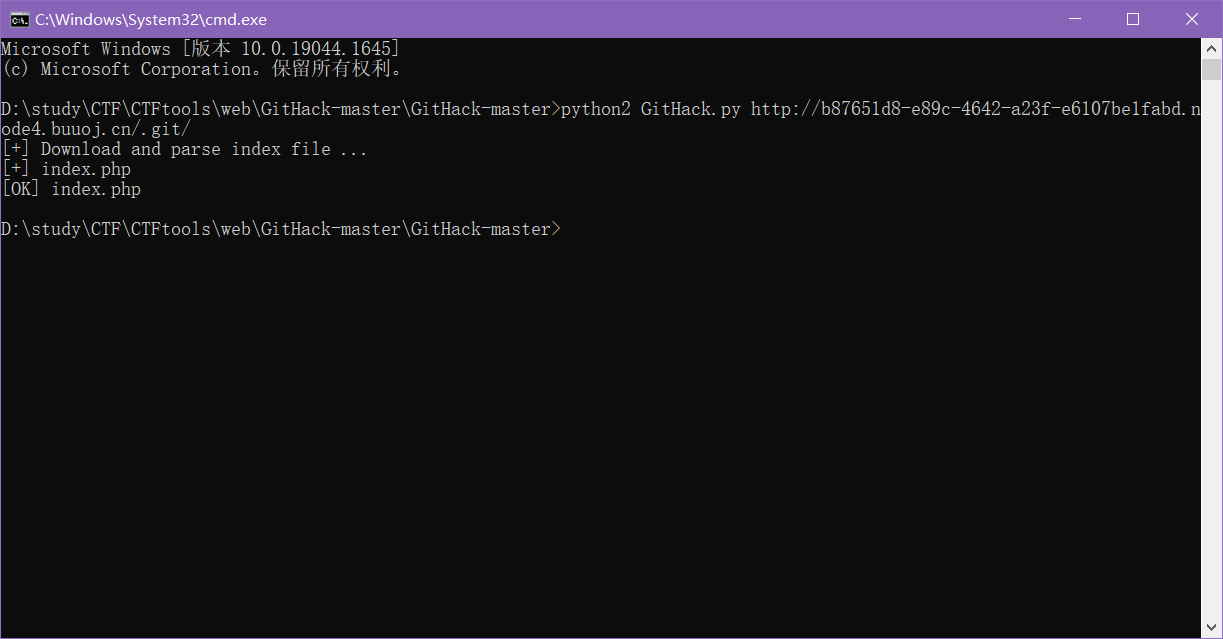 C:\Windows\System32\cmd.exe
Microsoft Windows [版本 10.0.19044.1645]
(c) Microsoft Corporation。保留所有权利。
D:\study\CTF\CTFtools\web\GitHack-master\GitHack-master>python2 GitHack.py http://b87651d8-e89c-4642-a23f-e6107be1fabd.n
ode4.buuoj.cn/.git/
[+] Download and parse index file ...
[+] index.php
[OK] index.php
D:\study\CTF\CTFtools\web\GitHack-master\GitHack-master>